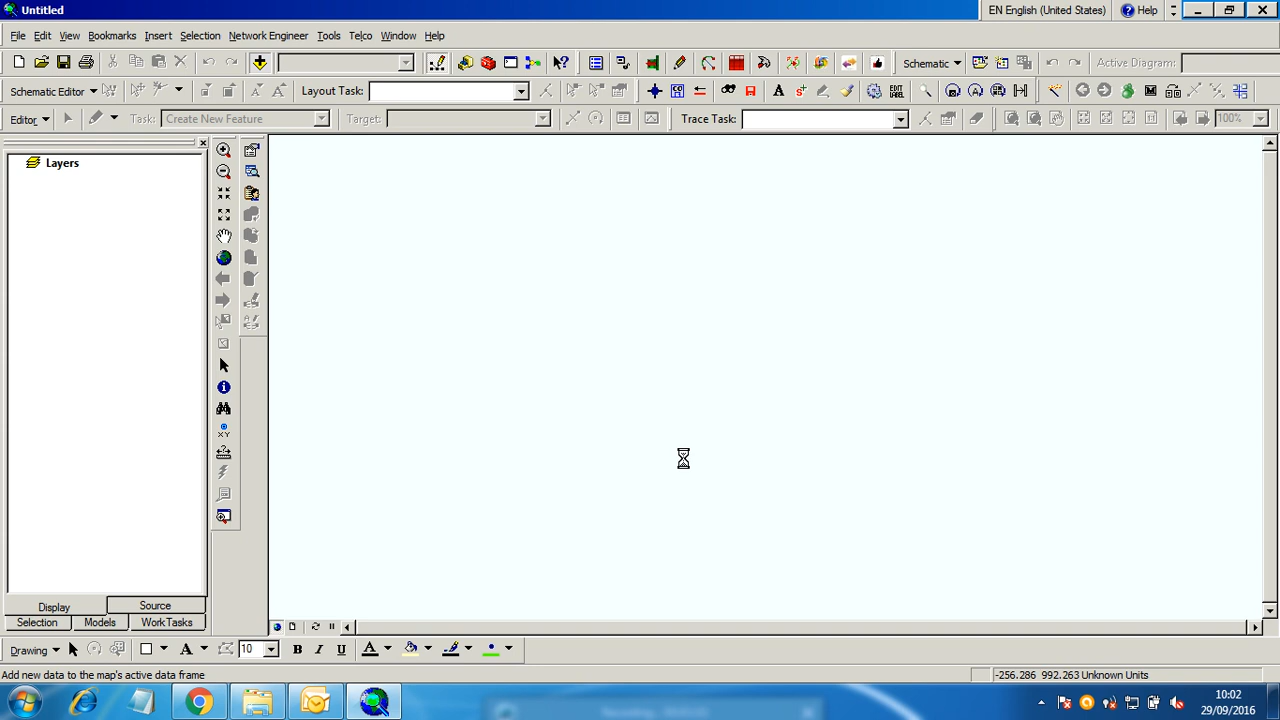 Untitled
EN English (United States)
Help
File Edit View Bookmarks Insert Selection Network Engineer Tools Telco Window Help
Schematic
Active Diagram:
Schematic Editor
Layout Task:
EDIT
LABEL
Editor
Task: Create New Feature
Target:
Trace Task:
100%
Layers
XY
Display Source
Selection Models WorkTasks
Drawing
A
10
B I U A
Add new data to the map's active data frame
-256.286 992.263 Unknown Units
10:02
29/09/2016